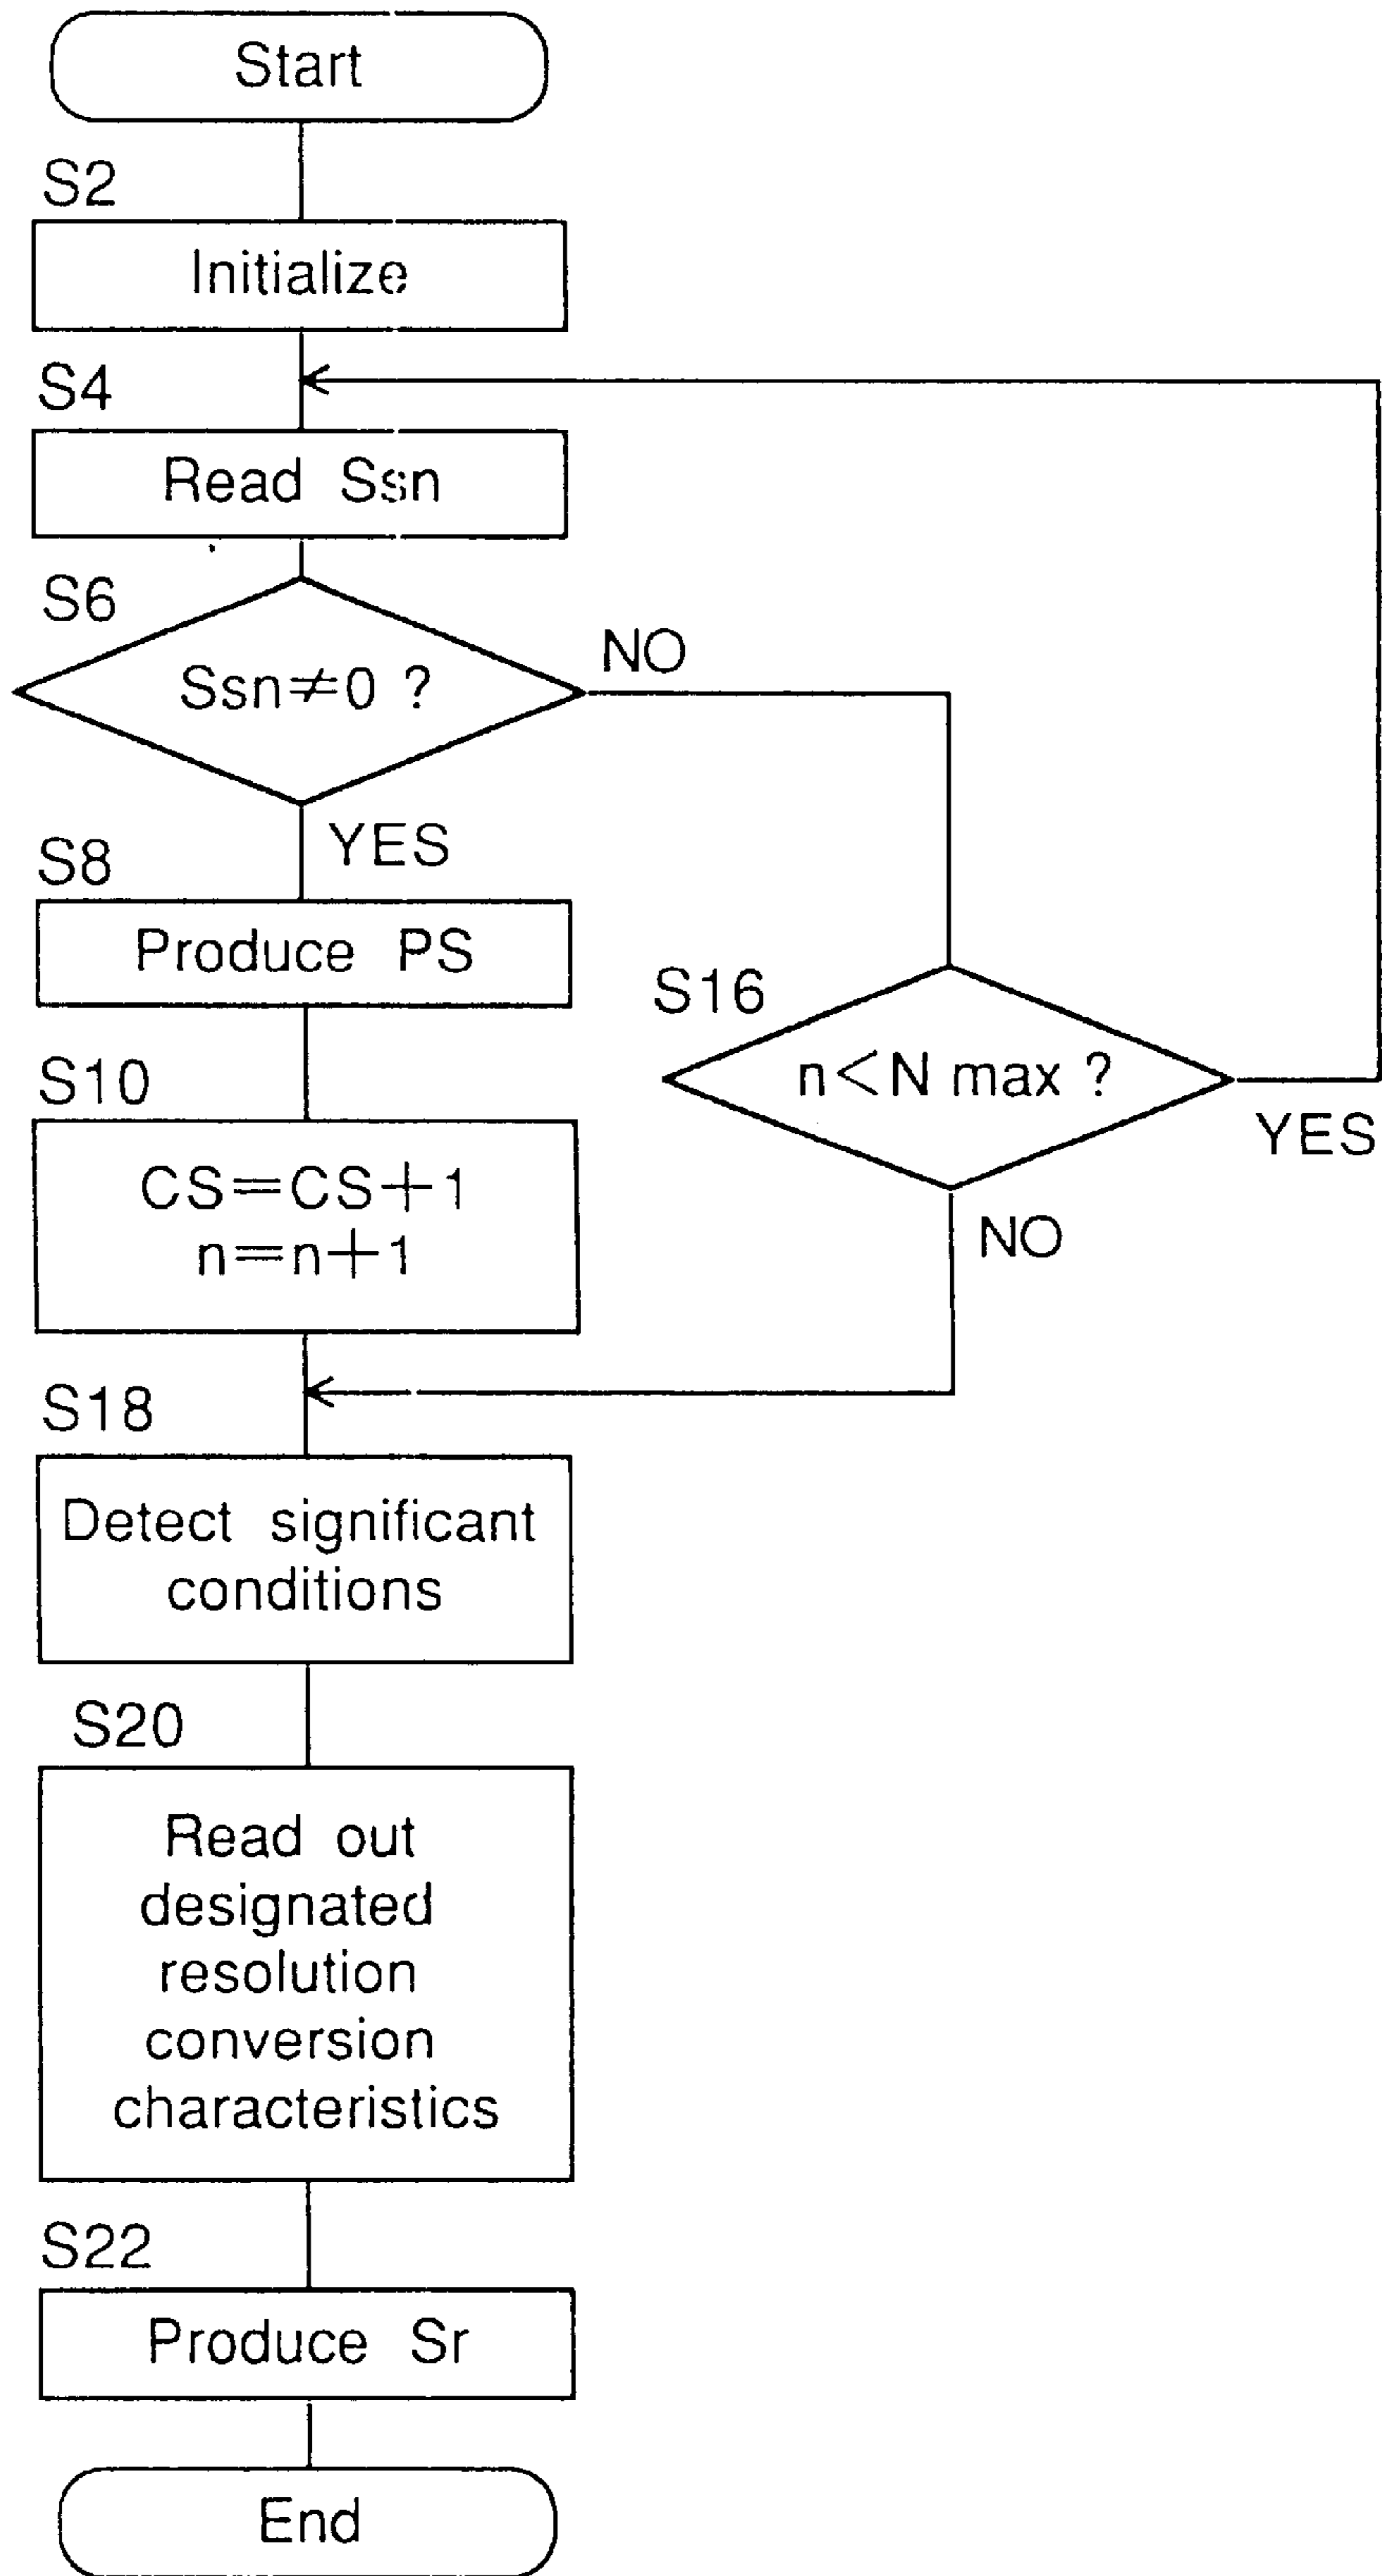 Start
S2
Initialize
S4
Read Ssn
S6
Ssn≠0 ?
NO
YES
S8
Produce PS
S16
n<N max ?
YES
NO
S10
CS=CS+1
n=n+1
S18
Detect significant
conditions
S20
Read out
designated
resolution
conversion
characteristics
S22
Produce Sr
End